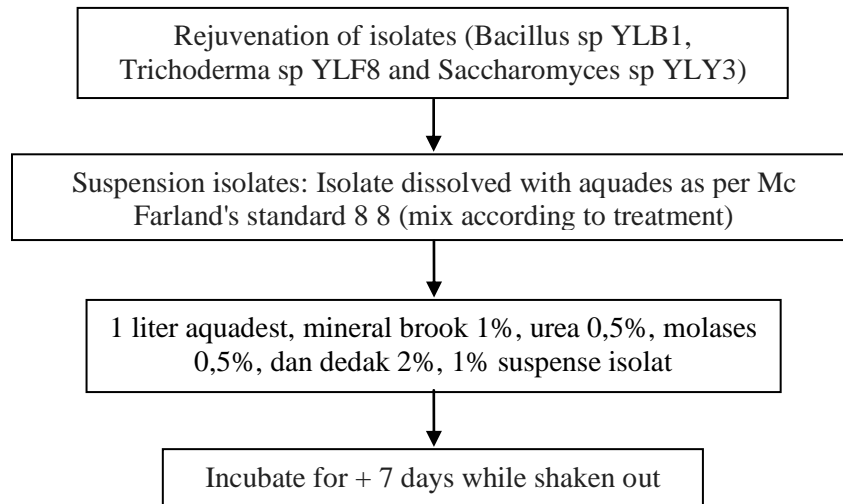 Rejuvenation of isolates (Bacillus sp YLB1,
Trichoderma sp YLF8 and Saccharomyces sp YLY3)
Suspension isolates: Isolate dissolved with aquades as per Mc
Farland's standard 8 8 (mix according to treatment)
1 liter aquadest, mineral brook 1%, urea 0,5%, molases
0,5%, dan dedak 2%, 1% suspense isolat
Incubate for + 7 days while shaken out